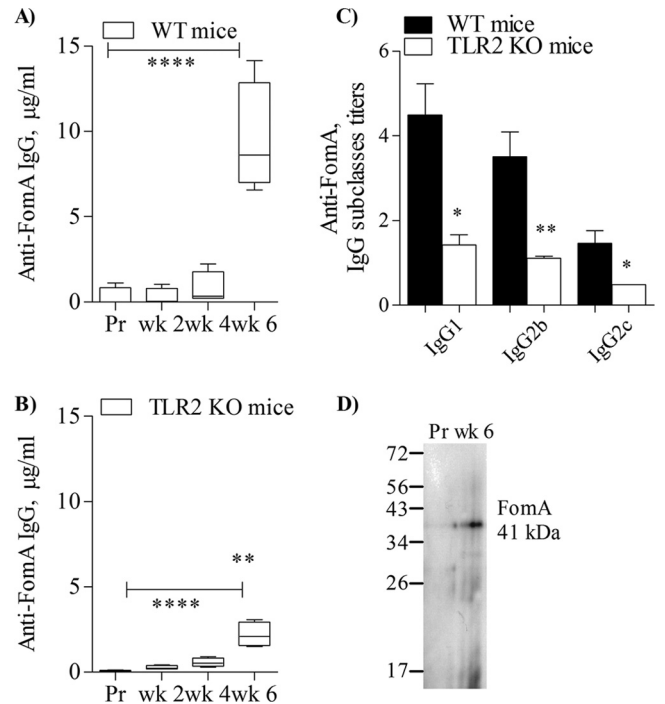 A)
WT mice
****
Anti-FomA IgG, μg/ml
15
10
5
0
Pr wk 2 wk 4 wk 6
B)
TLR2 KO mice
**
****
Anti-FomA IgG, μg/ml
15
10
5
0
Pr wk 2 wk 4 wk 6
C)
WT mice
TLR2 KO mice
Anti-FomA,
IgG subclasses titers
6
4
2
0
*
**
*
IgG1
IgG2b
IgG2c
D)
Pr wk 6
72
56
43
34
26
17
FomA
41 kDa